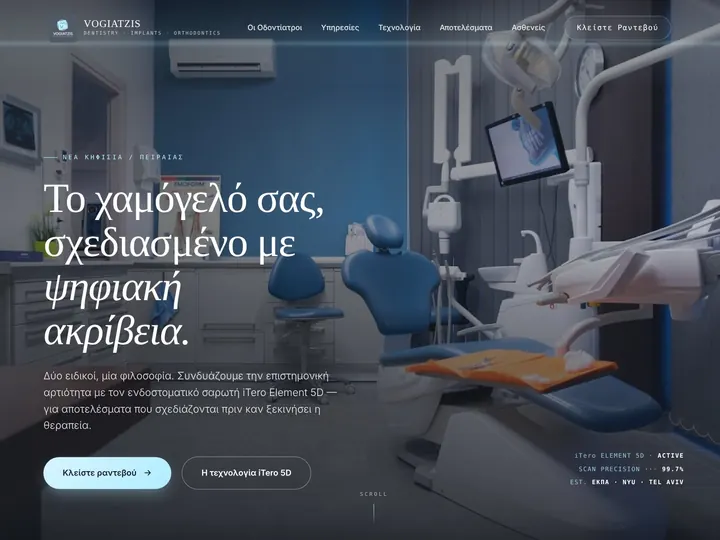 VOGIATZIS
VOGIATZIS
DENTISTRY · IMPLANTS · ORTHODONTICS
Οι Οδοντίατροι
Υπηρεσίες
Τεχνολογία
Αποτελέσματα
Ασθενείς
Κλείστε Ραντεβού
ΝΕΑ ΚΗΦΙΣΙΑ / ΠΕΙΡΑΙΑΣ
Το χαμόγελό σας,
σχεδιασμένο με
ψηφιακή
ακρίβεια.
Δύο ειδικοί, μία φιλοσοφία. Συνδυάζουμε την επιστημονική
αρτιότητα με τον ενδοστοματικό σαρωτή iTero Element 5D —
για αποτελέσματα που σχεδιάζονται πριν καν ξεκινήσει η
θεραπεία.
Κλείστε ραντεβού →
Η τεχνολογία iTero 5D
SCROLL
iTero ELEMENT 5D · ACTIVE
SCAN PRECISION ··· 99.7%
EST. ΕΚΠΑ · NYU · TEL AVIV